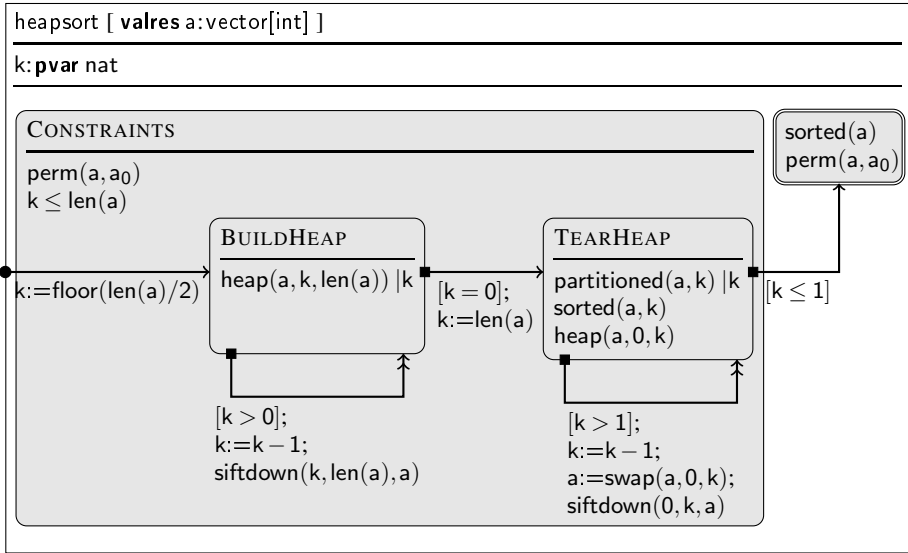 heapsort [ valres a:vector[int] ]
k:pvar nat
CONSTRAINTS
perm(a,a₀)
k ≤ len(a)
sorted(a)
perm(a,a₀)
k:=floor(len(a)/2)
BUILDHEAP
heap(a,k,len(a)) |k
[k > 0];
k:=k − 1;
siftdown(k,len(a),a)
[k = 0];
k:=len(a)
TEARHEAP
partitioned(a,k) |k
sorted(a,k)
heap(a,0,k)
[k > 1];
k:=k − 1;
a:=swap(a,0,k);
siftdown(0,k,a)
[k ≤ 1]